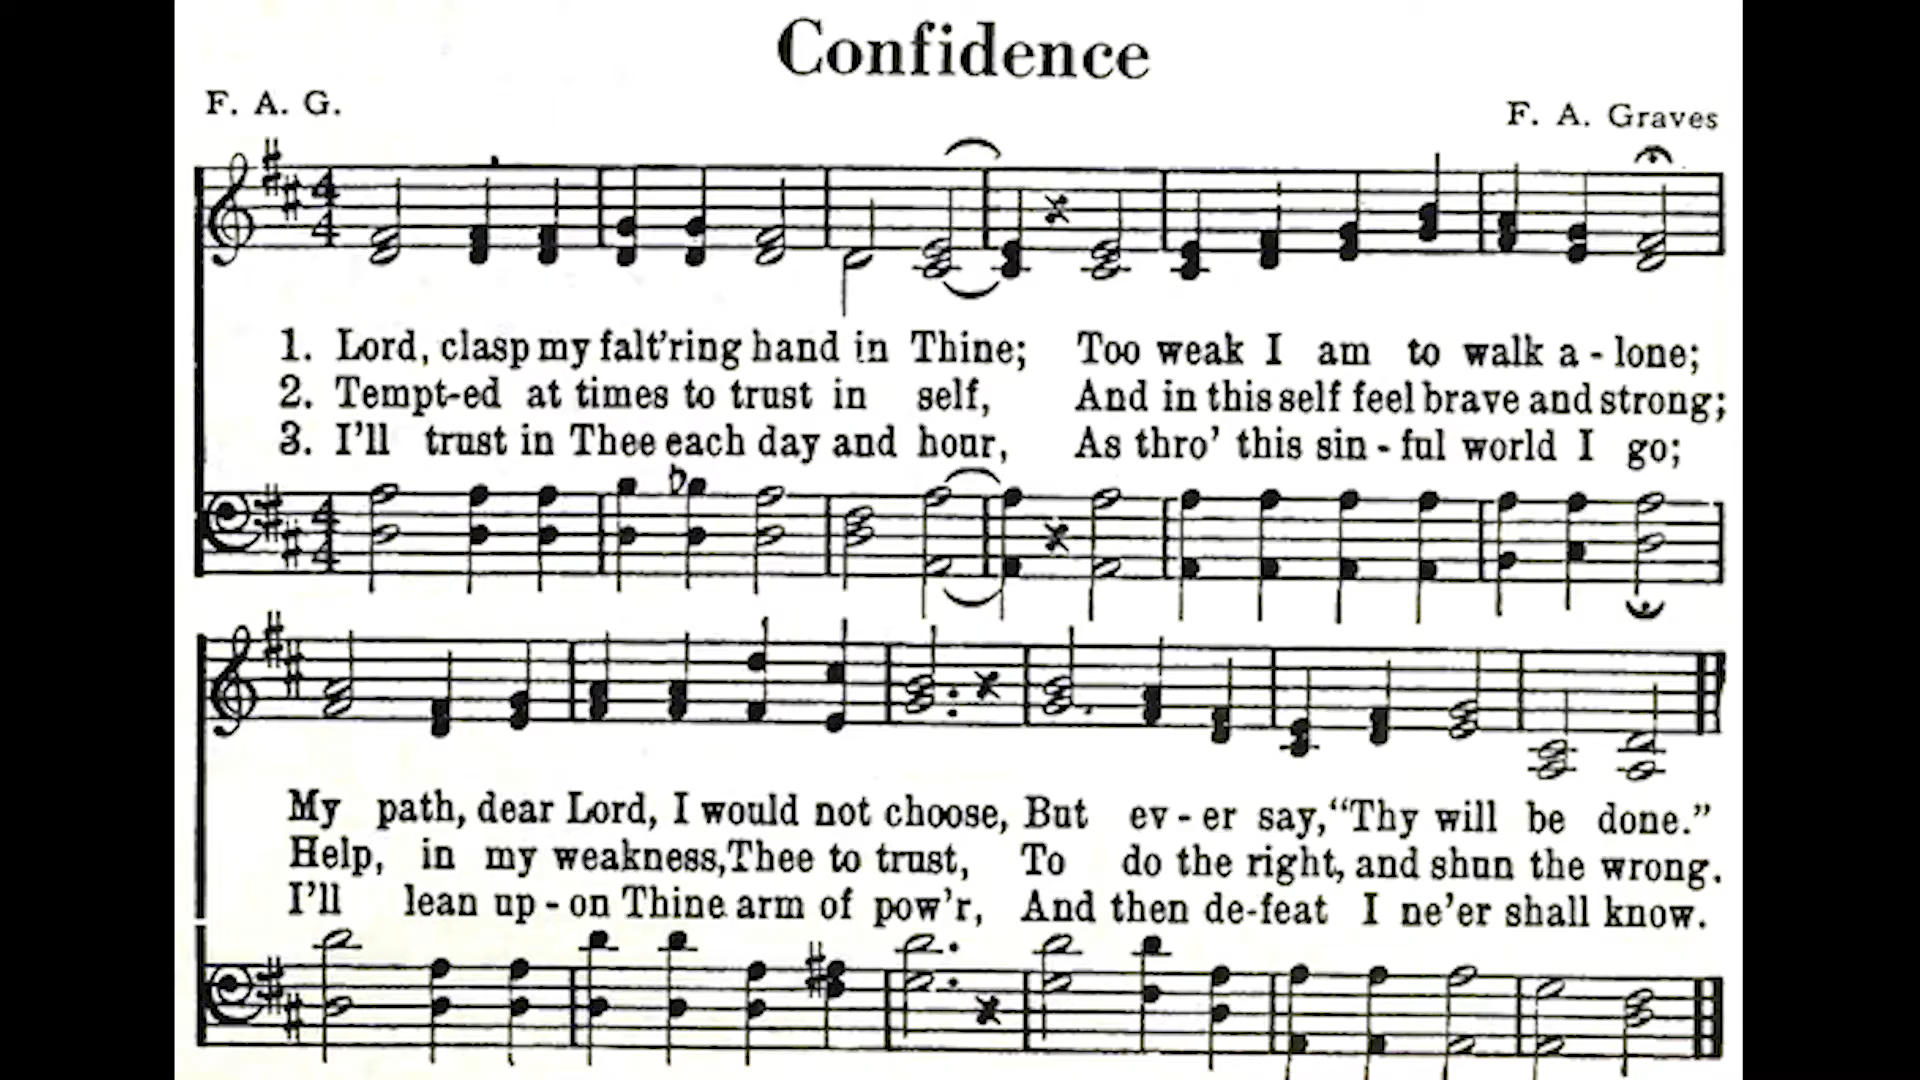 Confidence
F. A. G.
F. A. Graves
4
4
1. Lord, clasp my falt'ring hand in Thine; Too weak I am to walk a - lone;
2. Tempt-ed at times to trust in self, And in this self feel brave and strong;
3. I'll trust in Thee each day and hour, As thro' this sin - ful world I go;
4
4
My path, dear Lord, I would not choose, But ev - er say, "Thy will be done."
Help, in my weakness, Thee to trust, To do the right, and shun the wrong.
I'll lean up - on Thine arm of pow'r, And then de-feat I ne'er shall know.